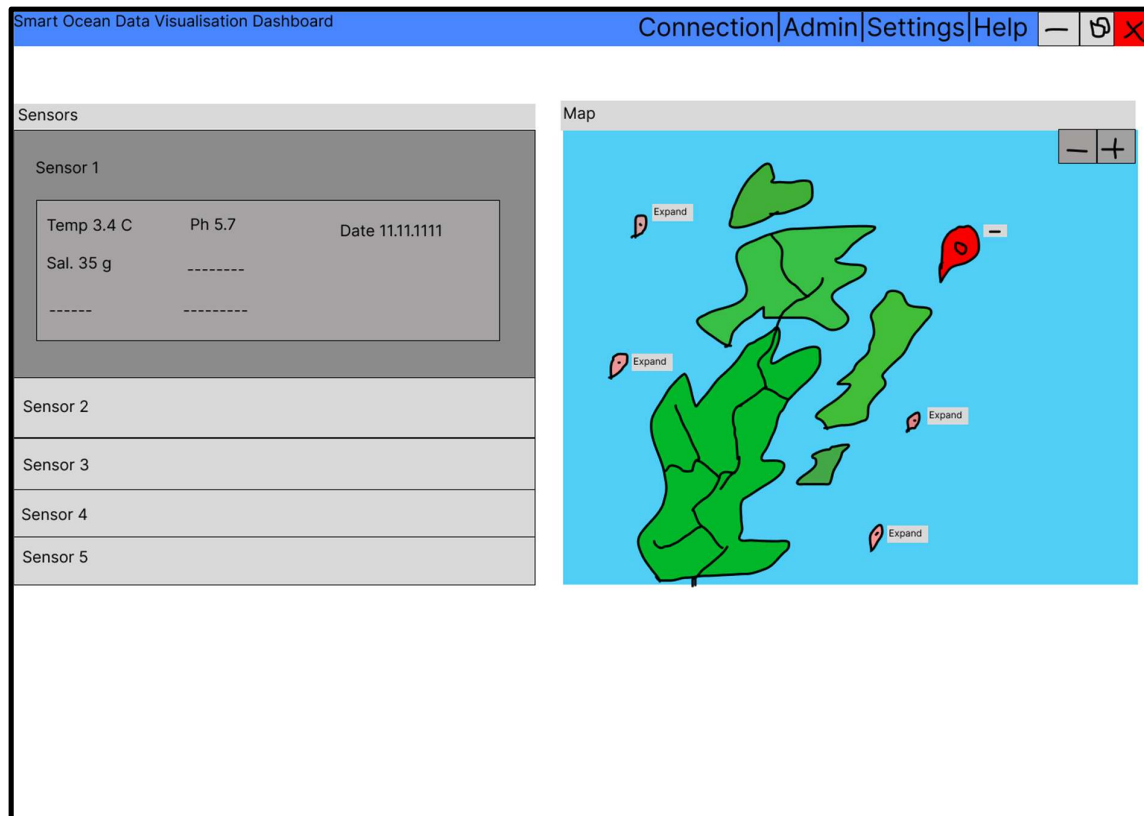 Smart Ocean Data Visualisation Dashboard
Connection|Admin|Settings|Help
Sensors
Sensor 1
Temp 3.4 C Ph 5.7 Date 11.11.1111
Sal. 35 g --------
------ ---------
Sensor 2
Sensor 3
Sensor 4
Sensor 5
Map
- +
Expand
-
Expand
Expand
Expand